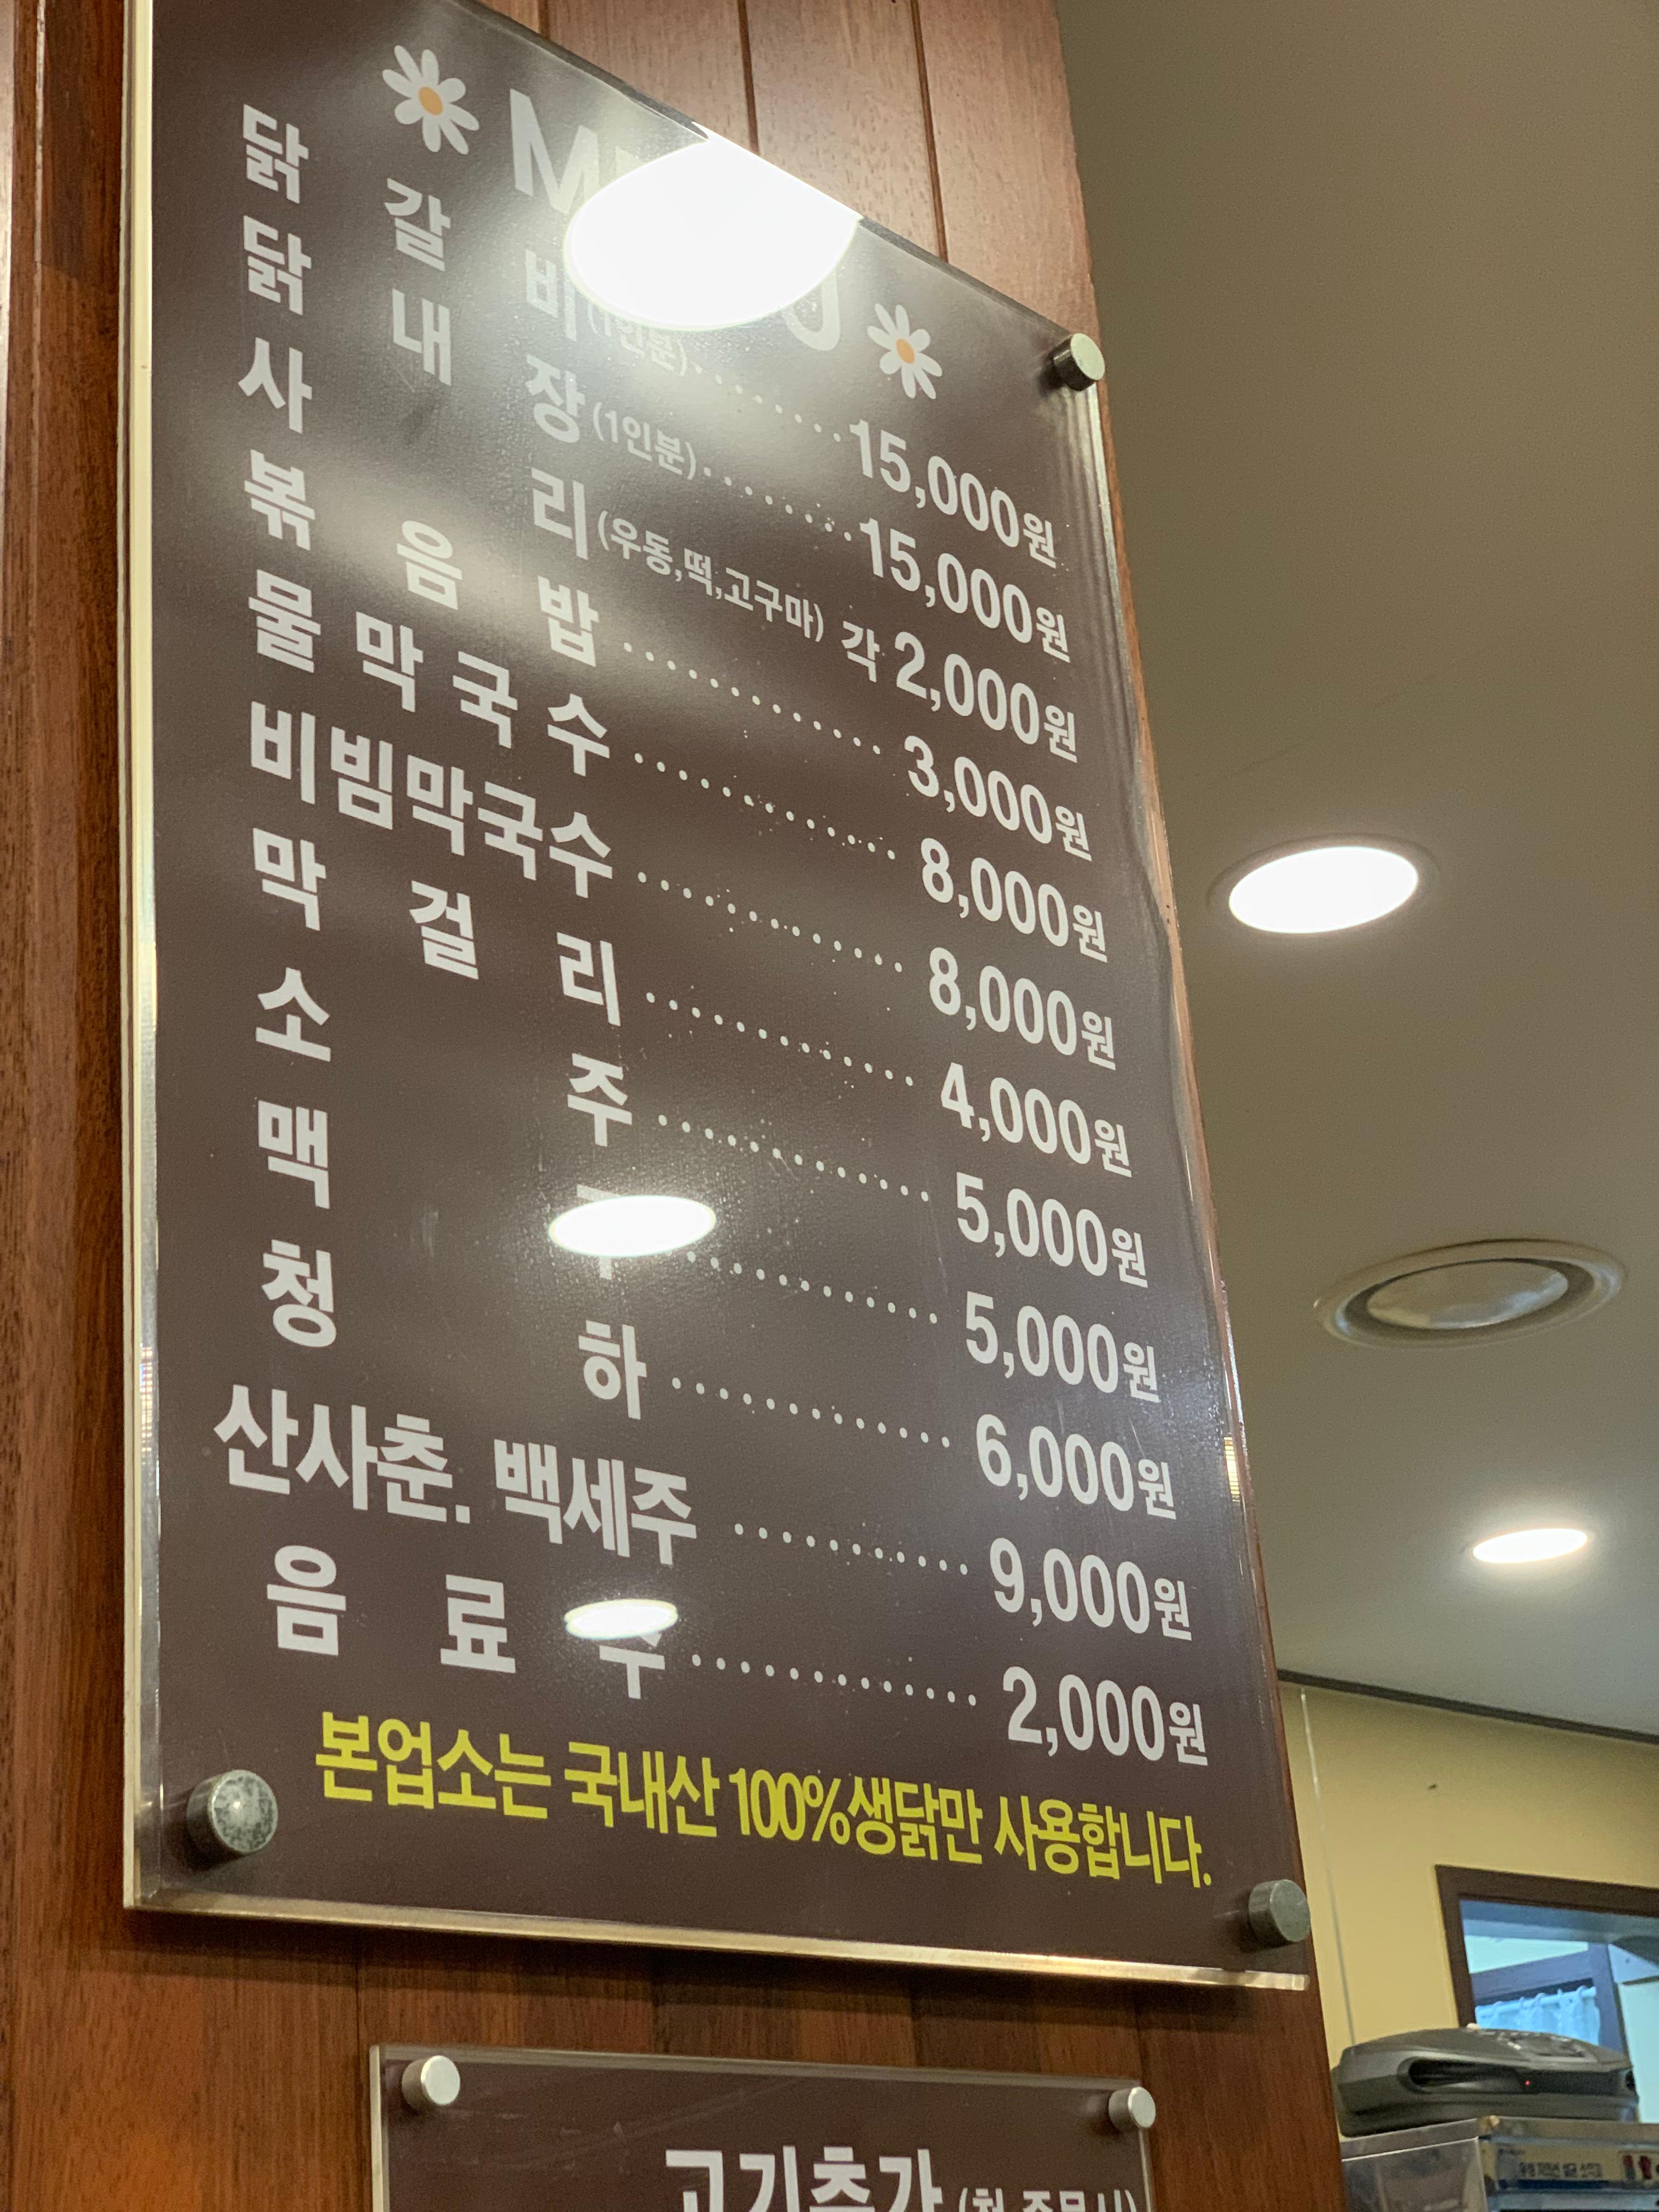 닭 갈 비 (1인분) 15,000원
닭 내 장 (1인분) 15,000원
사 리 (우동,떡,고구마) 각 2,000원
볶 음 밥 3,000원
물 막 국 수 8,000원
비빔막국수 8,000원
막 걸 리 4,000원
소 주 5,000원
맥 5,000원
청 하 6,000원
산사춘. 백세주 9,000원
음 료 수 2,000원
본업소는 국내산 100%생닭만 사용합니다.
고기추가